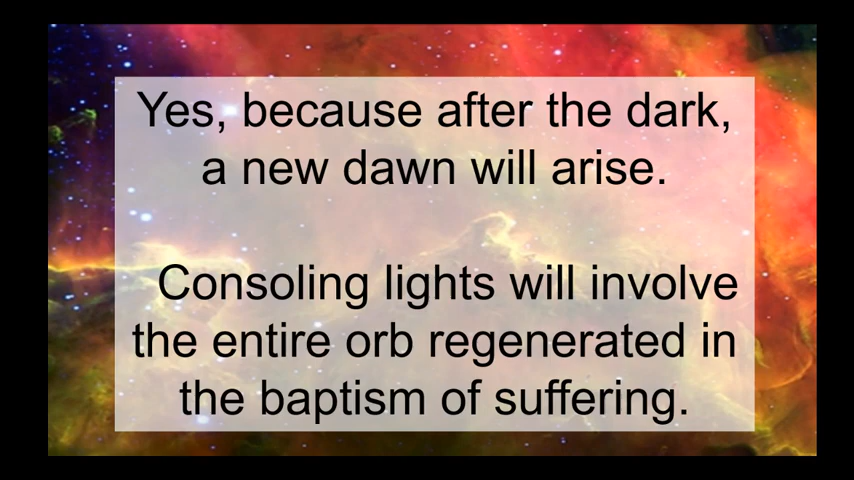 Yes, because after the dark,
a new dawn will arise.
Consoling lights will involve
the entire orb regenerated in
the baptism of suffering.